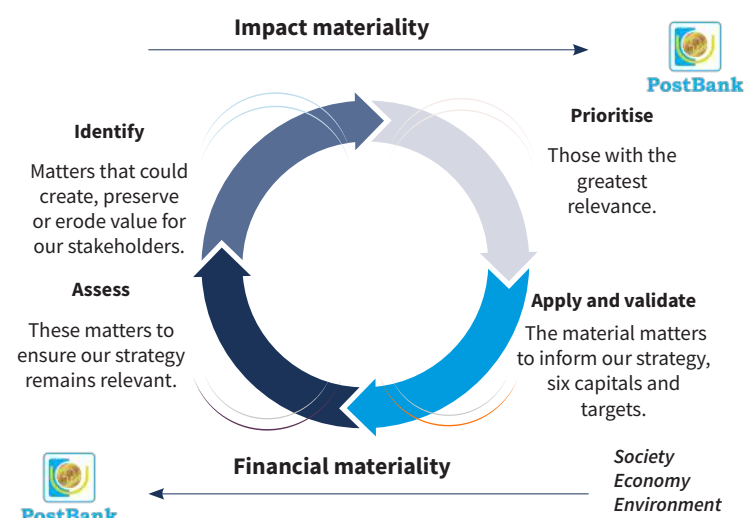 Impact materiality
PostBank
Identify
Matters that could
create, preserve
or erode value for
our stakeholders.
Prioritise
Those with the
greatest
relevance.
Assess
These matters to
ensure our strategy
remains relevant.
Apply and validate
The material matters
to inform our strategy,
six capitals and
targets.
Financial materiality
PostBank
Society
Economy
Environment